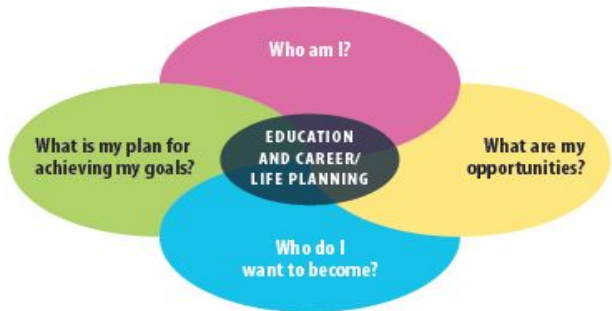 Who am I?
What is my plan for
achieving my goals?
EDUCATION
AND CAREER/
LIFE PLANNING
What are my
opportunities?
Who do I
want to become?